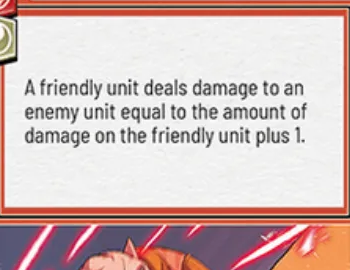 A friendly unit deals damage to an
enemy unit equal to the amount of
damage on the friendly unit plus 1.